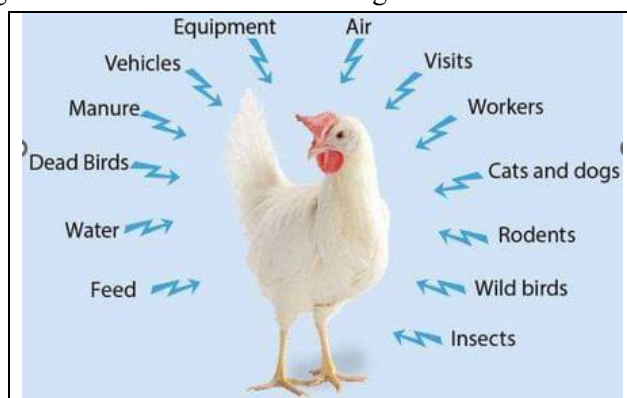 Equipment
Air
Vehicles
Visits
Manure
Workers
Dead Birds
Cats and dogs
Water
Rodents
Feed
Wild birds
Insects